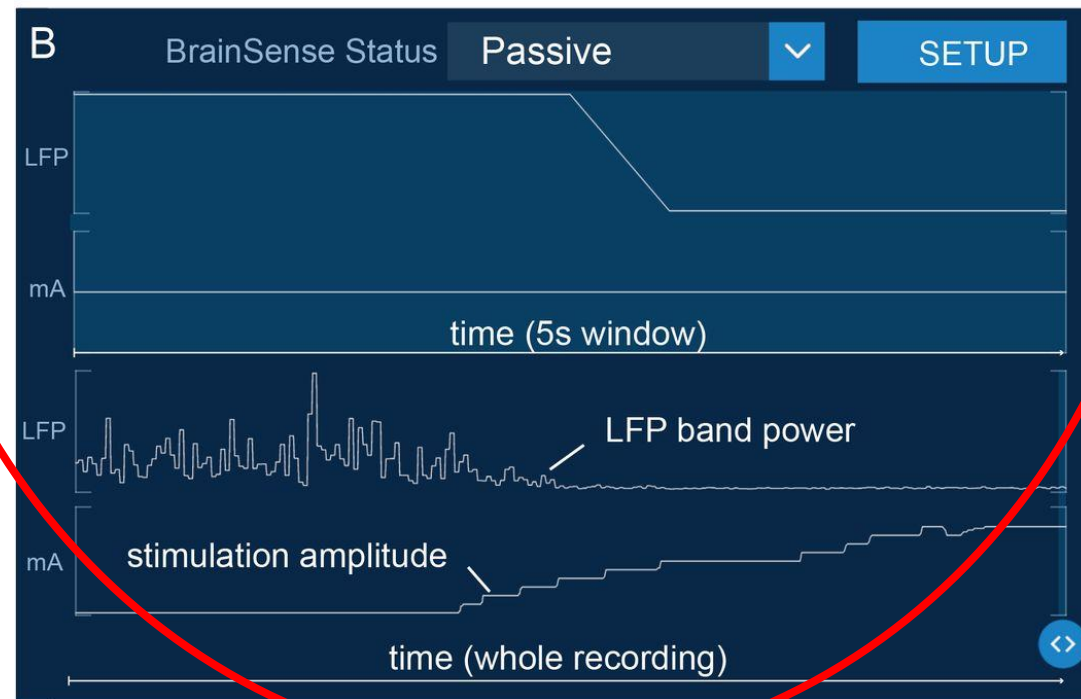 B
BrainSense Status Passive SETUP
LFP
mA
time (5s window)
LFP
LFP band power
mA
stimulation amplitude
time (whole recording)